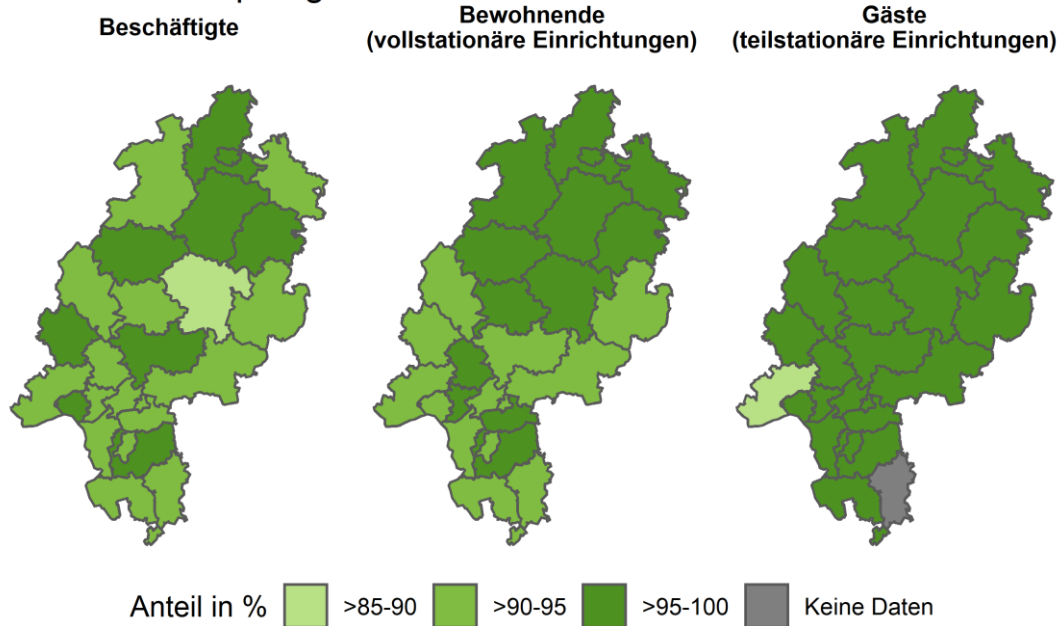 Beschäftigte
Bewohnende
(vollstationäre Einrichtungen)
Gäste
(teilstationäre Einrichtungen)
Anteil in %
>85-90
>90-95
>95-100
Keine Daten